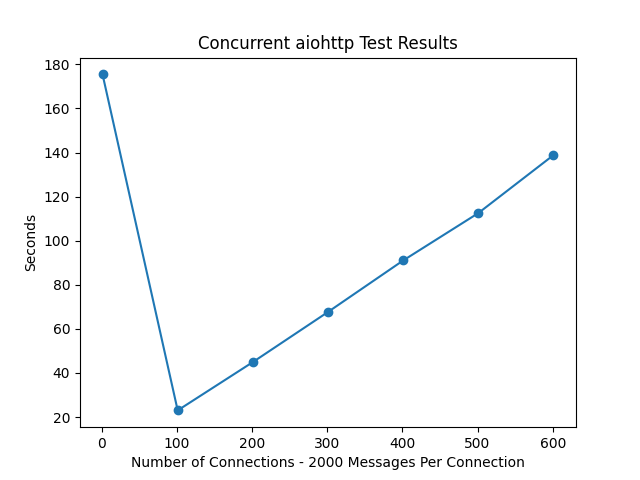 Concurrent aiohttp Test Results
180
160
140
120
100
80
60
40
20
Seconds
0 100 200 300 400 500 600
Number of Connections - 2000 Messages Per Connection